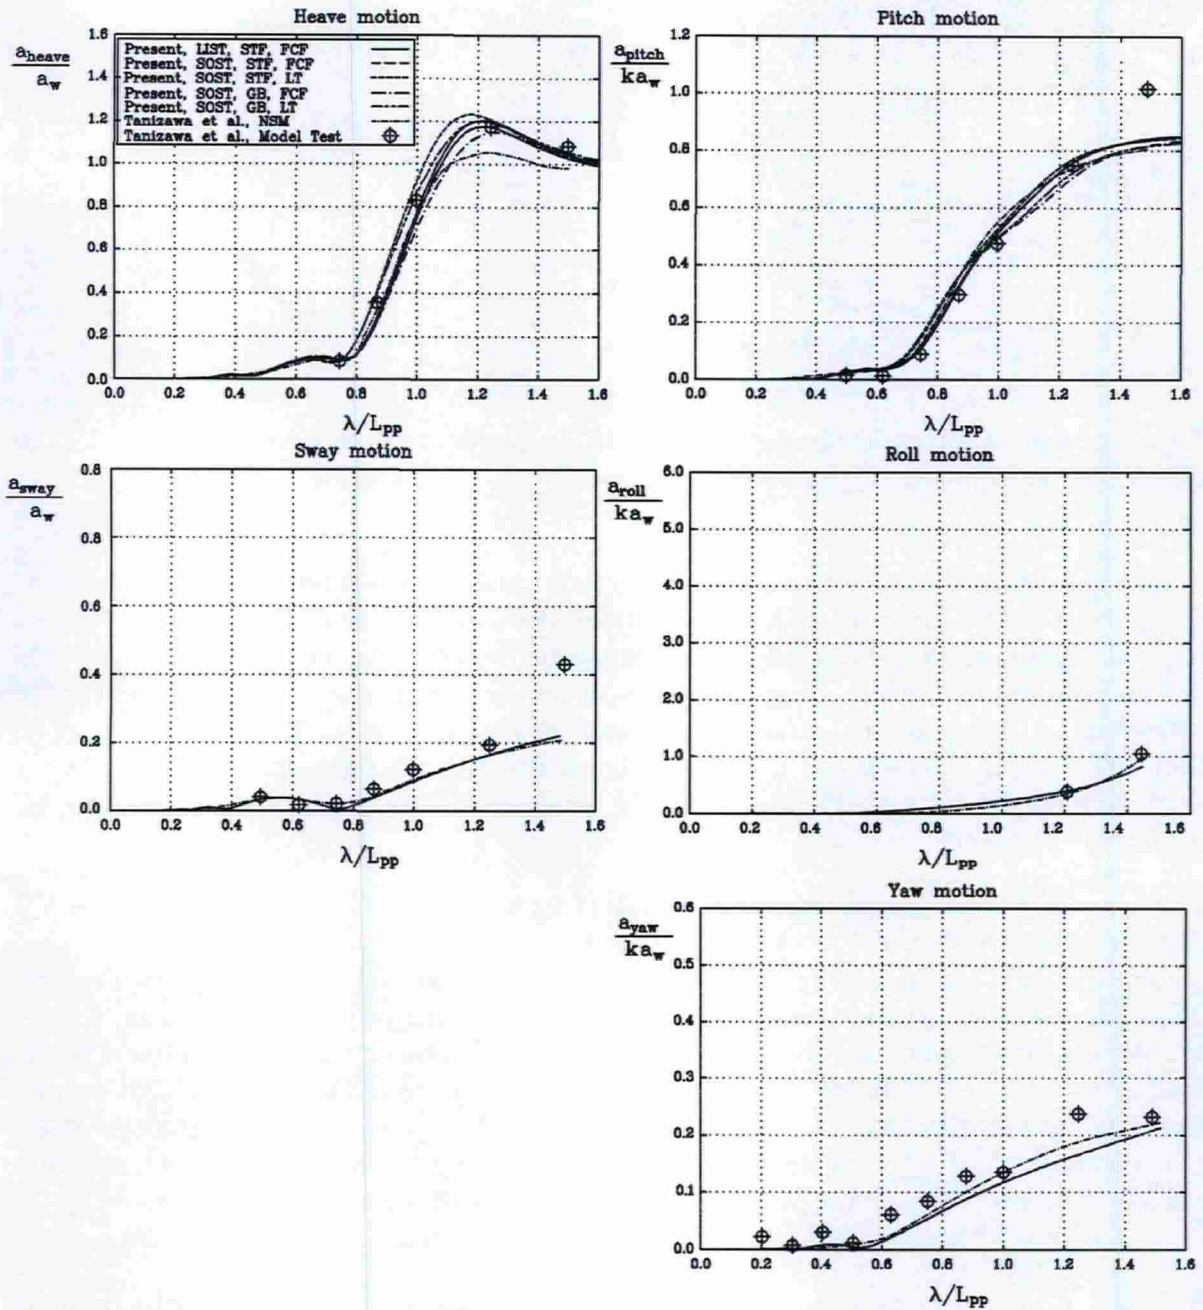 Heave motion
a_heave
a_w
1.6
1.4
1.2
1.0
0.8
0.6
0.4
0.2
0.0
Present, LIST, STF, FCF
Present, SOST, STF, FCF
Present, SOST, STF, LT
Present, SOST, GB, FCF
Present, SOST, GB, LT
Tanizawa et al., NSM
Tanizawa et al., Model Test
0.0 0.2 0.4 0.6 0.8 1.0 1.2 1.4 1.6
λ/Lpp
Pitch motion
a_pitch
ka_w
1.2
1.0
0.8
0.6
0.4
0.2
0.0
0.0 0.2 0.4 0.6 0.8 1.0 1.2 1.4 1.6
λ/Lpp
Sway motion
a_sway
a_w
0.8
0.8
0.6
0.4
0.2
0.0
0.0 0.2 0.4 0.6 0.8 1.0 1.2 1.4 1.6
λ/Lpp
Roll motion
a_roll
ka_w
6.0
5.0
4.0
3.0
2.0
1.0
0.0
0.0 0.2 0.4 0.6 0.8 1.0 1.2 1.4 1.6
λ/Lpp
Yaw motion
a_yaw
ka_w
0.6
0.5
0.4
0.3
0.2
0.1
0.0
0.0 0.2 0.4 0.6 0.8 1.0 1.2 1.4 1.6
λ/Lpp